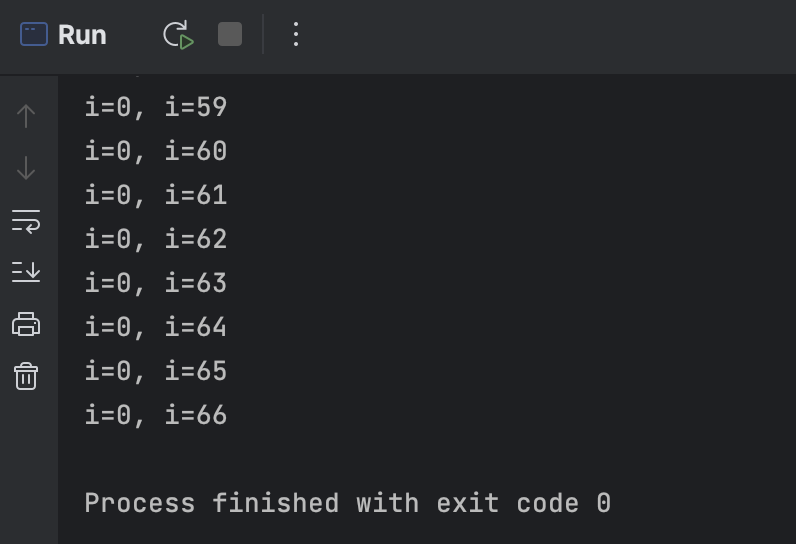 Run
i=0, i=59
i=0, i=60
i=0, i=61
i=0, i=62
i=0, i=63
i=0, i=64
i=0, i=65
i=0, i=66
Process finished with exit code 0